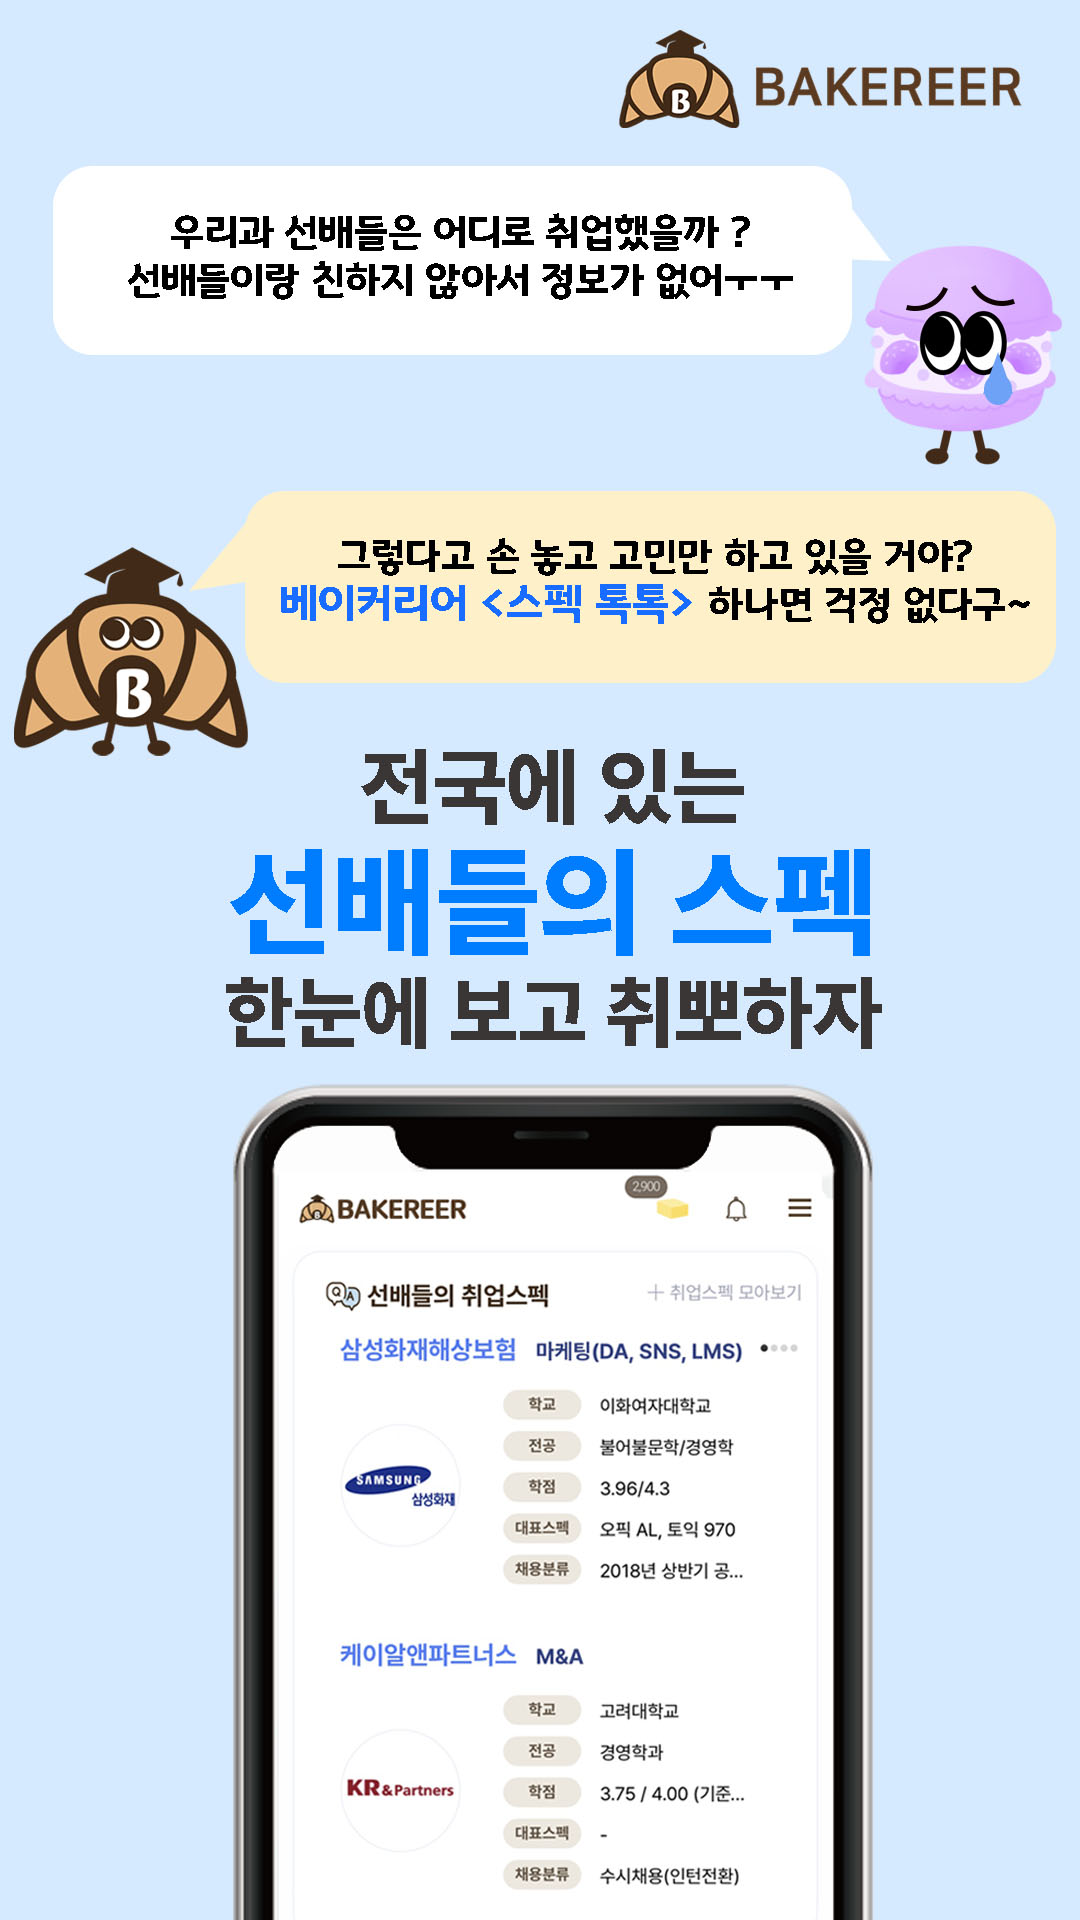 BAKEREER
우리과 선배들은 어디로 취업했을까 ?
선배들이랑 친하지 않아서 정보가 없어ㅜㅜ
그렇다고 손 놓고 고민만 하고 있을 거야?
베이커리어 <스펙 톡톡> 하나면 걱정 없다구~
B
전국에 있는
선배들의 스펙
한눈에 보고 취뽀하자
BAKEREER
2,900
Q A 선배들의 취업스펙
+ 취업스펙 모아보기
삼성화재해상보험 마케팅(DA, SNS, LMS)
SAMSUNG
삼성화재
학교 이화여자대학교
전공 불어불문학/경영학
학점 3.96/4.3
대표스펙 오픽 AL, 토익 970
채용분류 2018년 상반기 공...
케이알앤파트너스 M&A
KR&Partners
학교 고려대학교
전공 경영학과
학점 3.75 / 4.00 (기준...
대표스펙 -
채용분류 수시채용(인턴전환)